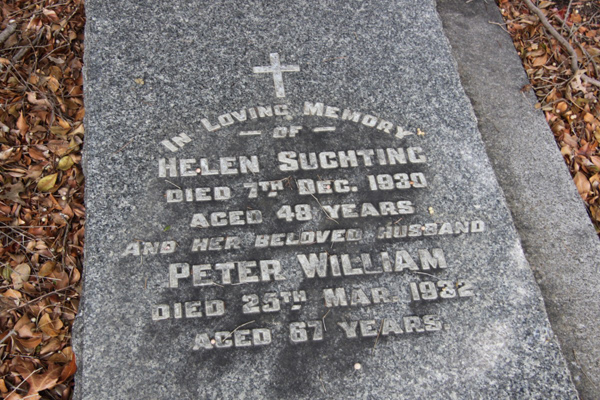 IN LOVING MEMORY
— OF —
HELEN SUCHTING
DIED 7TH DEC. 1930
AGED 48 YEARS
AND HER BELOVED HUSBAND
PETER WILLIAM
DIED 25TH MAR. 1932
AGED 67 YEARS